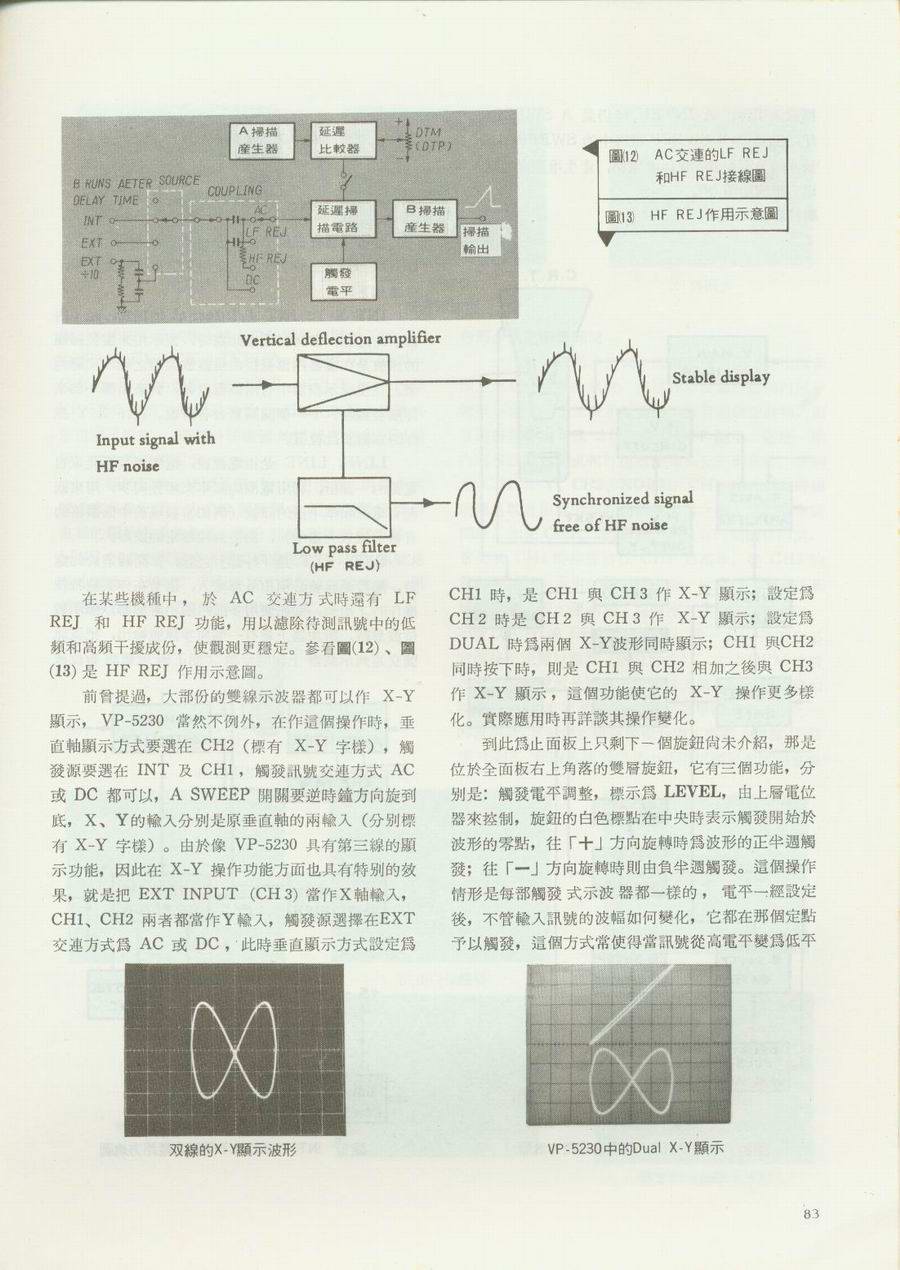 A掃描
産生器
延遲
比較器
+
−
DTM
(DTP)
B RUNS AETER
DELAY TIME
SOURCE
COUPLING
INT
EXT
EXT
÷10
AC
LF REJ
HF REJ
DC
延遲掃
描電路
B掃描
産生器
掃描
輸出
觸發
電平
圖(12) AC交連的LF REJ
和HF REJ接線圖
圖(13) HF REJ作用示意圖
Vertical deflection amplifier
Stable display
Input signal with
HF noise
Synchronized signal
free of HF noise
Low pass filter
(HF REJ)
在某些機種中，於 AC 交連方式時還有 LF
REJ 和 HF REJ 功能，用以濾除待測訊號中的低
頻和高頻干擾成份，使觀測更穩定。參看圖(12)、圖
(13)是 HF REJ 作用示意圖。
前曾提過，大部份的雙線示波器都可以作 X-Y
顯示，VP-5230 當然不例外，在作這個操作時，垂
直軸顯示方式要選在 CH2（標有 X-Y 字樣），觸
發源要選在 INT 及 CH1，觸發訊號交連方式 AC
或 DC 都可以，A SWEEP 開關要逆時鐘方向旋到
底，X、Y的輸入分別是原垂直軸的兩輸入（分別標
有 X-Y 字樣）。由於像 VP-5230 具有第三線的顯
示功能，因此在 X-Y 操作功能方面也具有特別的效
果，就是把 EXT INPUT (CH3) 當作X軸輸入，
CH1、CH2 兩者都當作Y輸入，觸發源選擇在EXT
交連方式爲 AC 或 DC，此時垂直顯示方式設定爲
CH1 時，是 CH1 與 CH3 作 X-Y 顯示；設定爲
CH2 時是 CH2 與 CH3 作 X-Y 顯示；設定爲
DUAL 時爲兩個 X-Y波形同時顯示；CH1 與CH2
同時按下時，則是 CH1 與 CH2 相加之後與 CH3
作 X-Y 顯示，這個功能使它的 X-Y 操作更多樣
化。實際應用時再詳談其操作變化。
到此爲止面板上只剩下一個旋鈕尙未介紹，那是
位於全面板右上角落的雙層旋鈕，它有三個功能，分
別是：觸發電平調整，標示爲 LEVEL，由上層電位
器來控制，旋鈕的白色標點在中央時表示觸發開始於
波形的零點，往「＋」方向旋轉時爲波形的正半週觸
發；往「－」方向旋轉時則由負半週觸發。這個操作
情形是每部觸發式示波器都一樣的，電平一經設定
後，不管輸入訊號的波幅如何變化，它都在那個定點
予以觸發，這個方式常使得當訊號從高電平變爲低平
双線的X-Y顯示波形
VP-5230中的Dual X-Y顯示
83